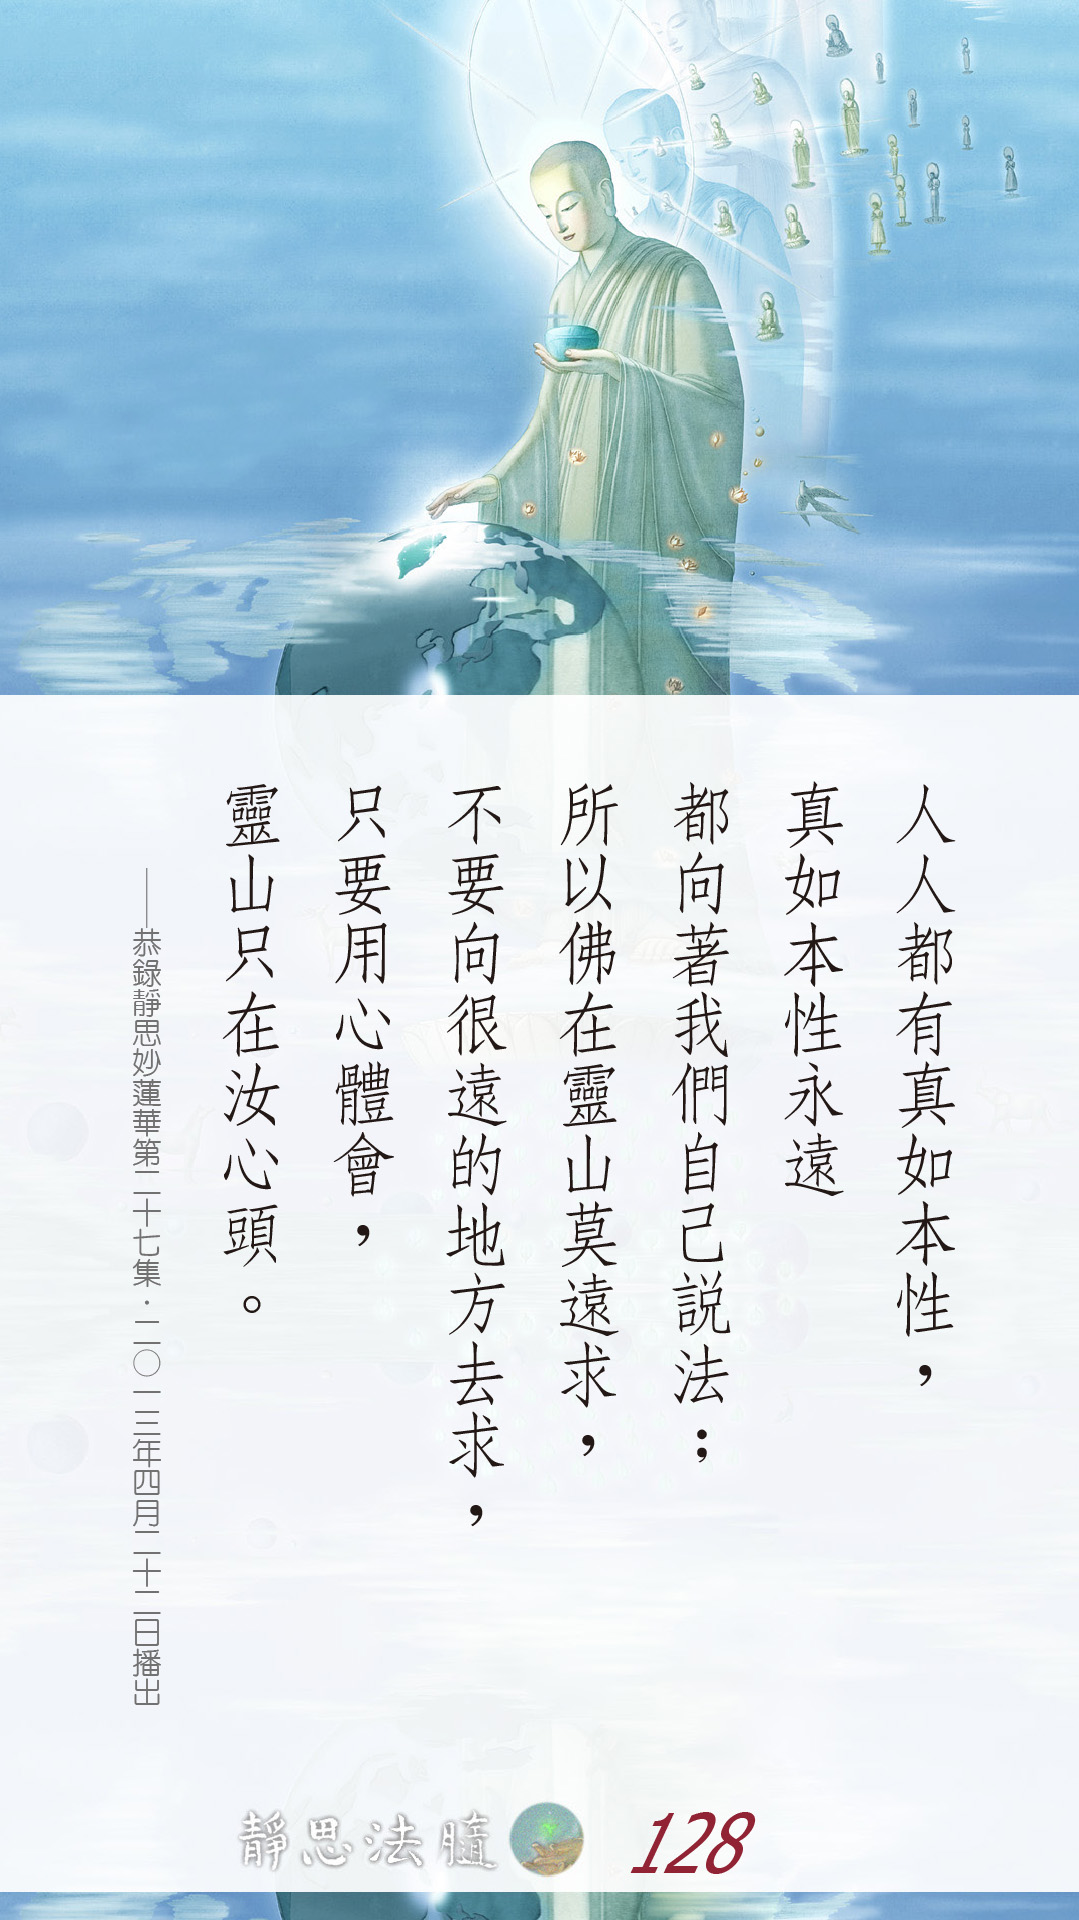 人人都有真如本性，
真如本性永遠
都向著我們自己説法；
所以佛在靈山莫遠求，
不要向很遠的地方去求，
只要用心體會，
靈山只在汝心頭。
——恭錄靜思妙蓮華第二十七集·二〇一三年四月二十二日播出
靜思法髓
128